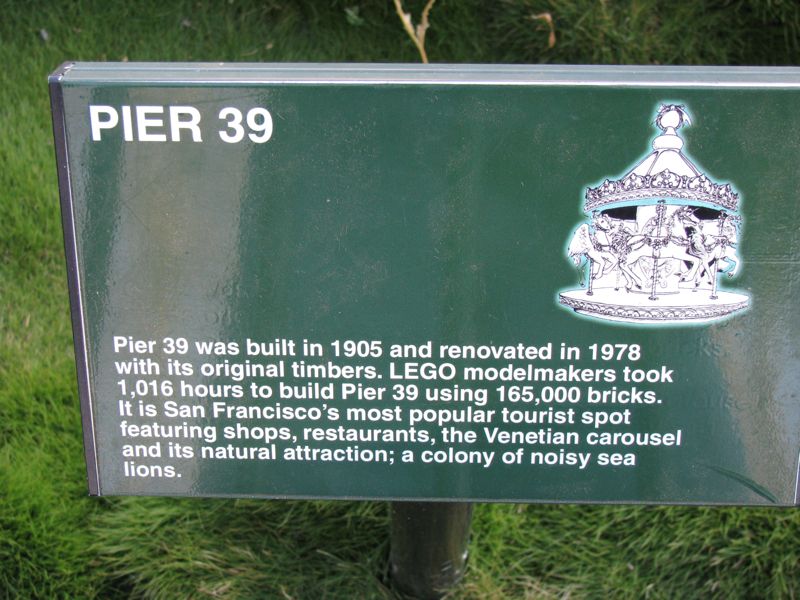 PIER 39
Pier 39 was built in 1905 and renovated in 1978
with its original timbers. LEGO modelmakers took
1,016 hours to build Pier 39 using 165,000 bricks.
It is San Francisco's most popular tourist spot
featuring shops, restaurants, the Venetian carousel
and its natural attraction; a colony of noisy sea
lions.